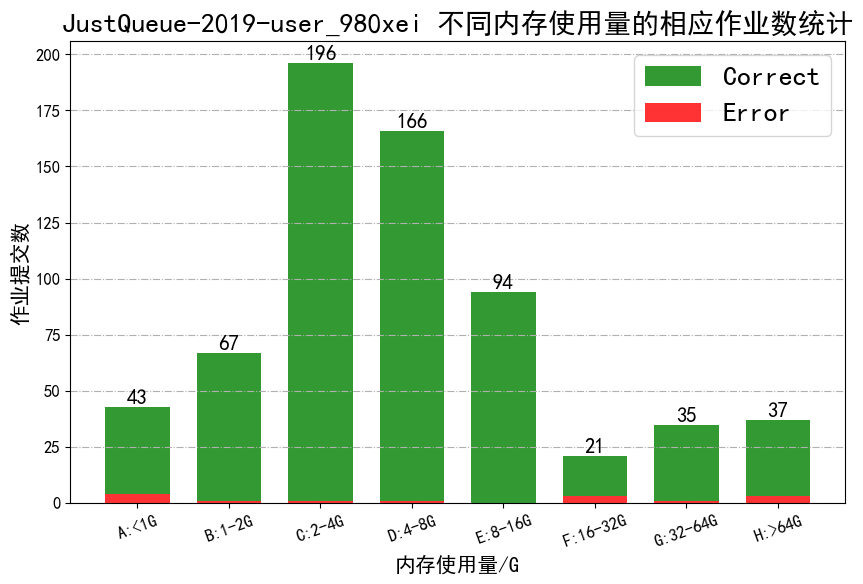 JustQueue-2019-user_980xei 不同内存使用量的相应作业数统计
Correct
Error
作业提交数
200
175
150
125
100
75
50
25
0
43
67
196
166
94
21
35
37
A:<1G
B:1-2G
C:2-4G
D:4-8G
E:8-16G
F:16-32G
G:32-64G
H:>64G
内存使用量/G